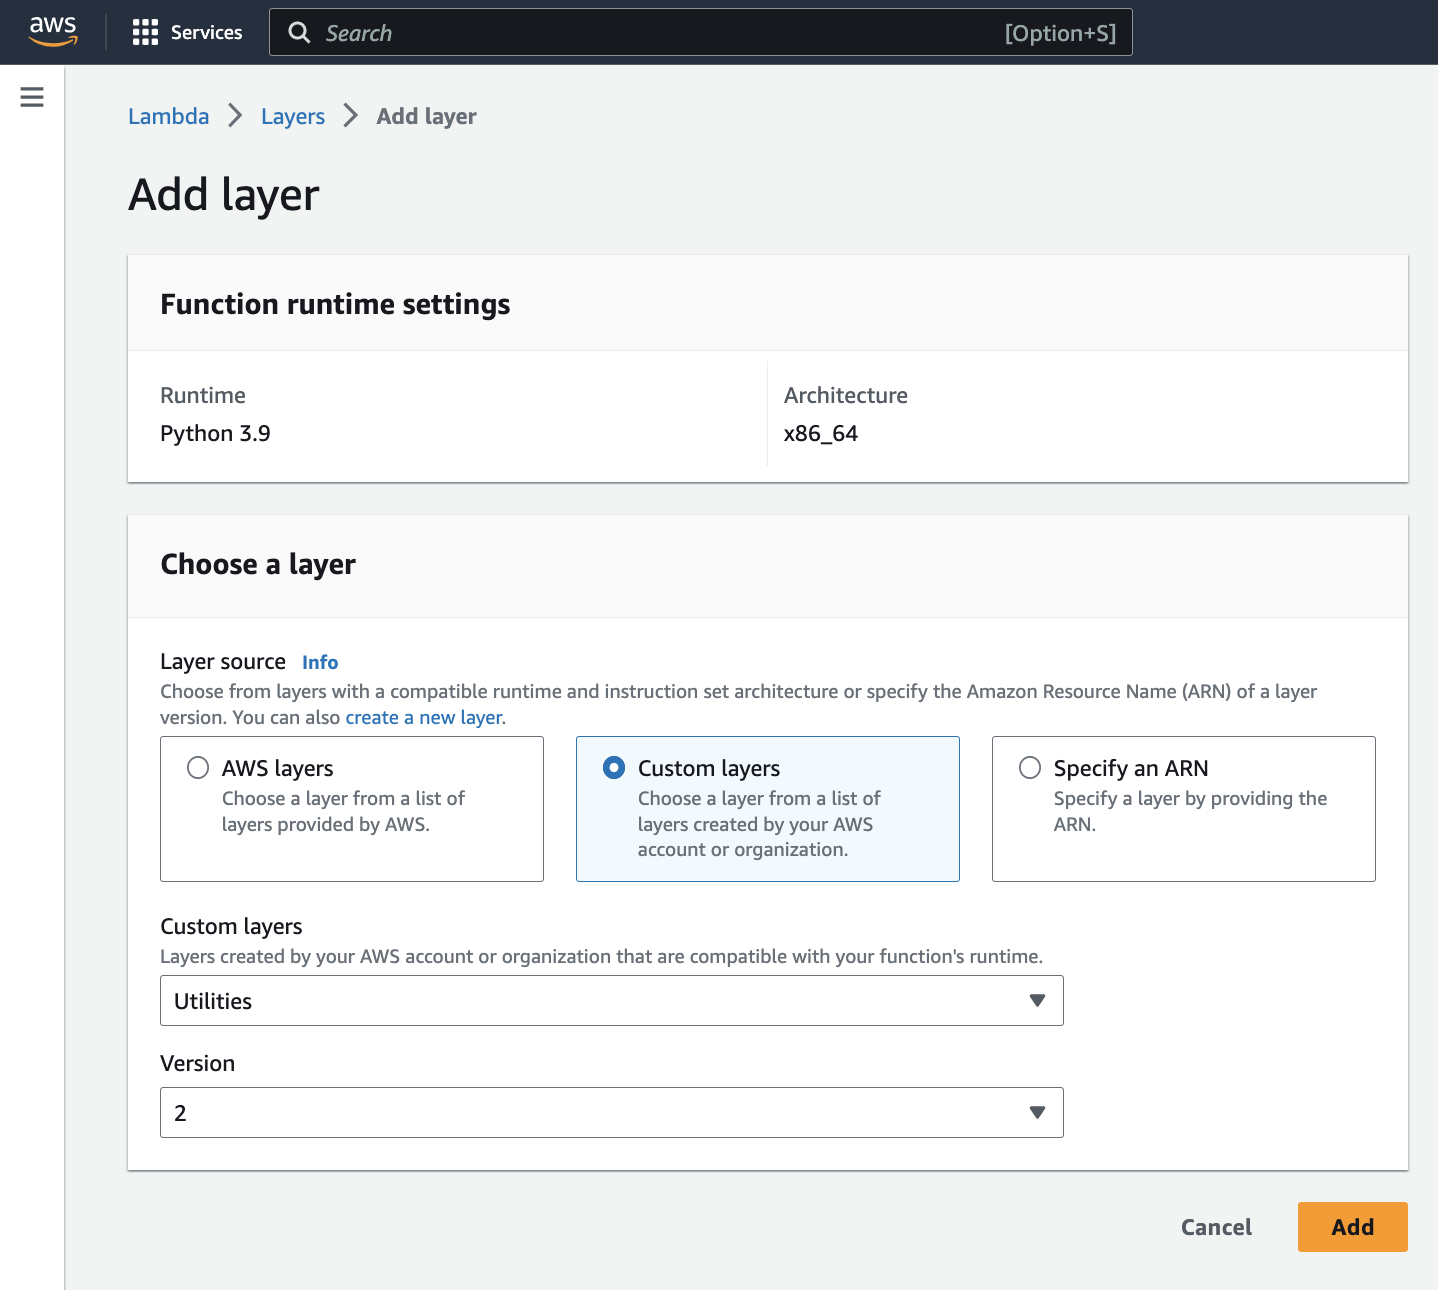 aws
Services
Search
[Option+S]
Lambda
Layers
Add layer
Add layer
Function runtime settings
Runtime
Python 3.9
Architecture
x86_64
Choose a layer
Layer source Info
Choose from layers with a compatible runtime and instruction set architecture or specify the Amazon Resource Name (ARN) of a layer
version. You can also create a new layer.
AWS layers
Choose a layer from a list of
layers provided by AWS.
Custom layers
Choose a layer from a list of
layers created by your AWS
account or organization.
Specify an ARN
Specify a layer by providing the
ARN.
Custom layers
Layers created by your AWS account or organization that are compatible with your function's runtime.
Utilities
Version
2
Cancel
Add